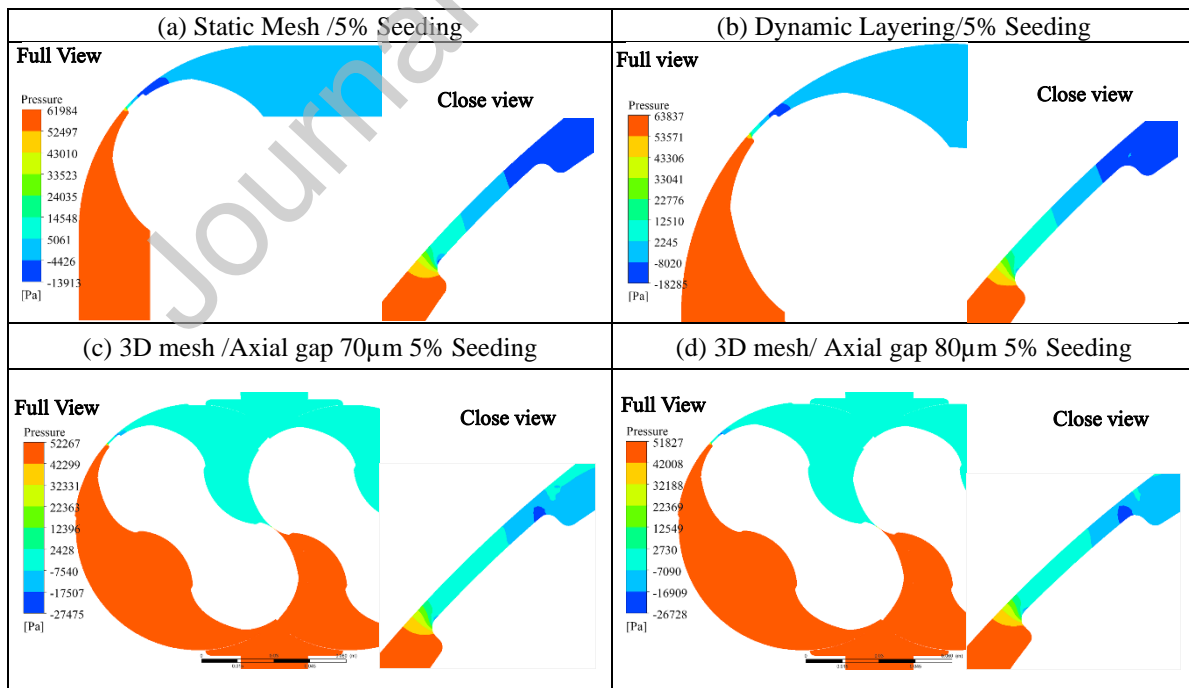 (a) Static Mesh /5% Seeding
Full View
Close view
Pressure
61984
52497
43010
33523
24035
14548
5061
-4426
-13913
[Pa]
(b) Dynamic Layering/5% Seeding
Full view
Close view
Pressure
63837
53571
43306
33041
22776
12510
2245
-8020
-18285
[Pa]
(c) 3D mesh /Axial gap 70µm 5% Seeding
Full View
Close view
Pressure
52267
42299
32331
22363
12396
2428
-7540
-17507
-27475
[Pa]
(d) 3D mesh/ Axial gap 80µm 5% Seeding
Full View
Close view
Pressure
51827
42008
32188
22369
12549
2730
-7090
-16909
-26728
[Pa]
Journal